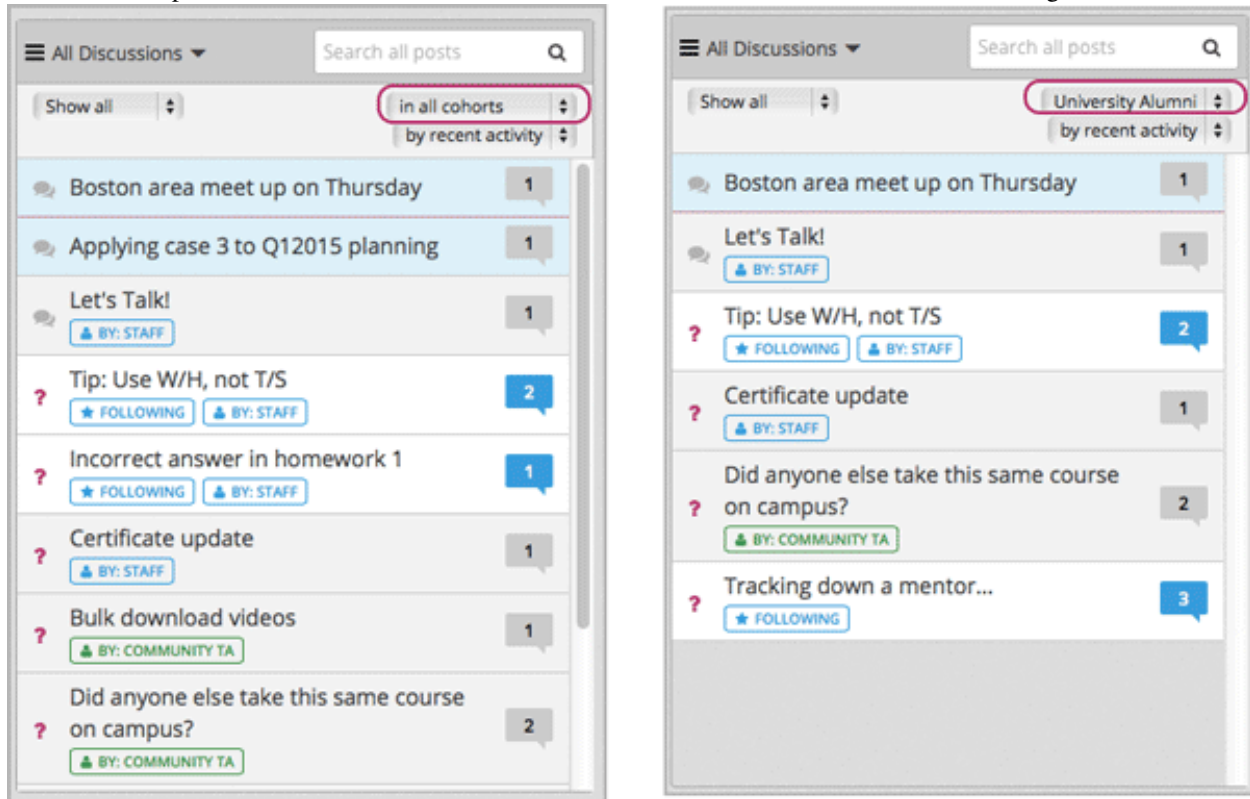 All Discussions
Search all posts
Show all
in all cohorts
by recent activity
Boston area meet up on Thursday
1
Applying case 3 to Q12015 planning
1
Let's Talk!
1
BY: STAFF
Tip: Use W/H, not T/S
2
FOLLOWING BY: STAFF
Incorrect answer in homework 1
1
FOLLOWING BY: STAFF
Certificate update
1
BY: STAFF
Bulk download videos
1
BY: COMMUNITY TA
Did anyone else take this same course
on campus?
2
BY: COMMUNITY TA
All Discussions
Search all posts
Show all
University Alumni
by recent activity
Boston area meet up on Thursday
1
Let's Talk!
1
BY: STAFF
Tip: Use W/H, not T/S
2
FOLLOWING BY: STAFF
Certificate update
1
BY: STAFF
Did anyone else take this same course
on campus?
2
BY: COMMUNITY TA
Tracking down a mentor...
3
FOLLOWING